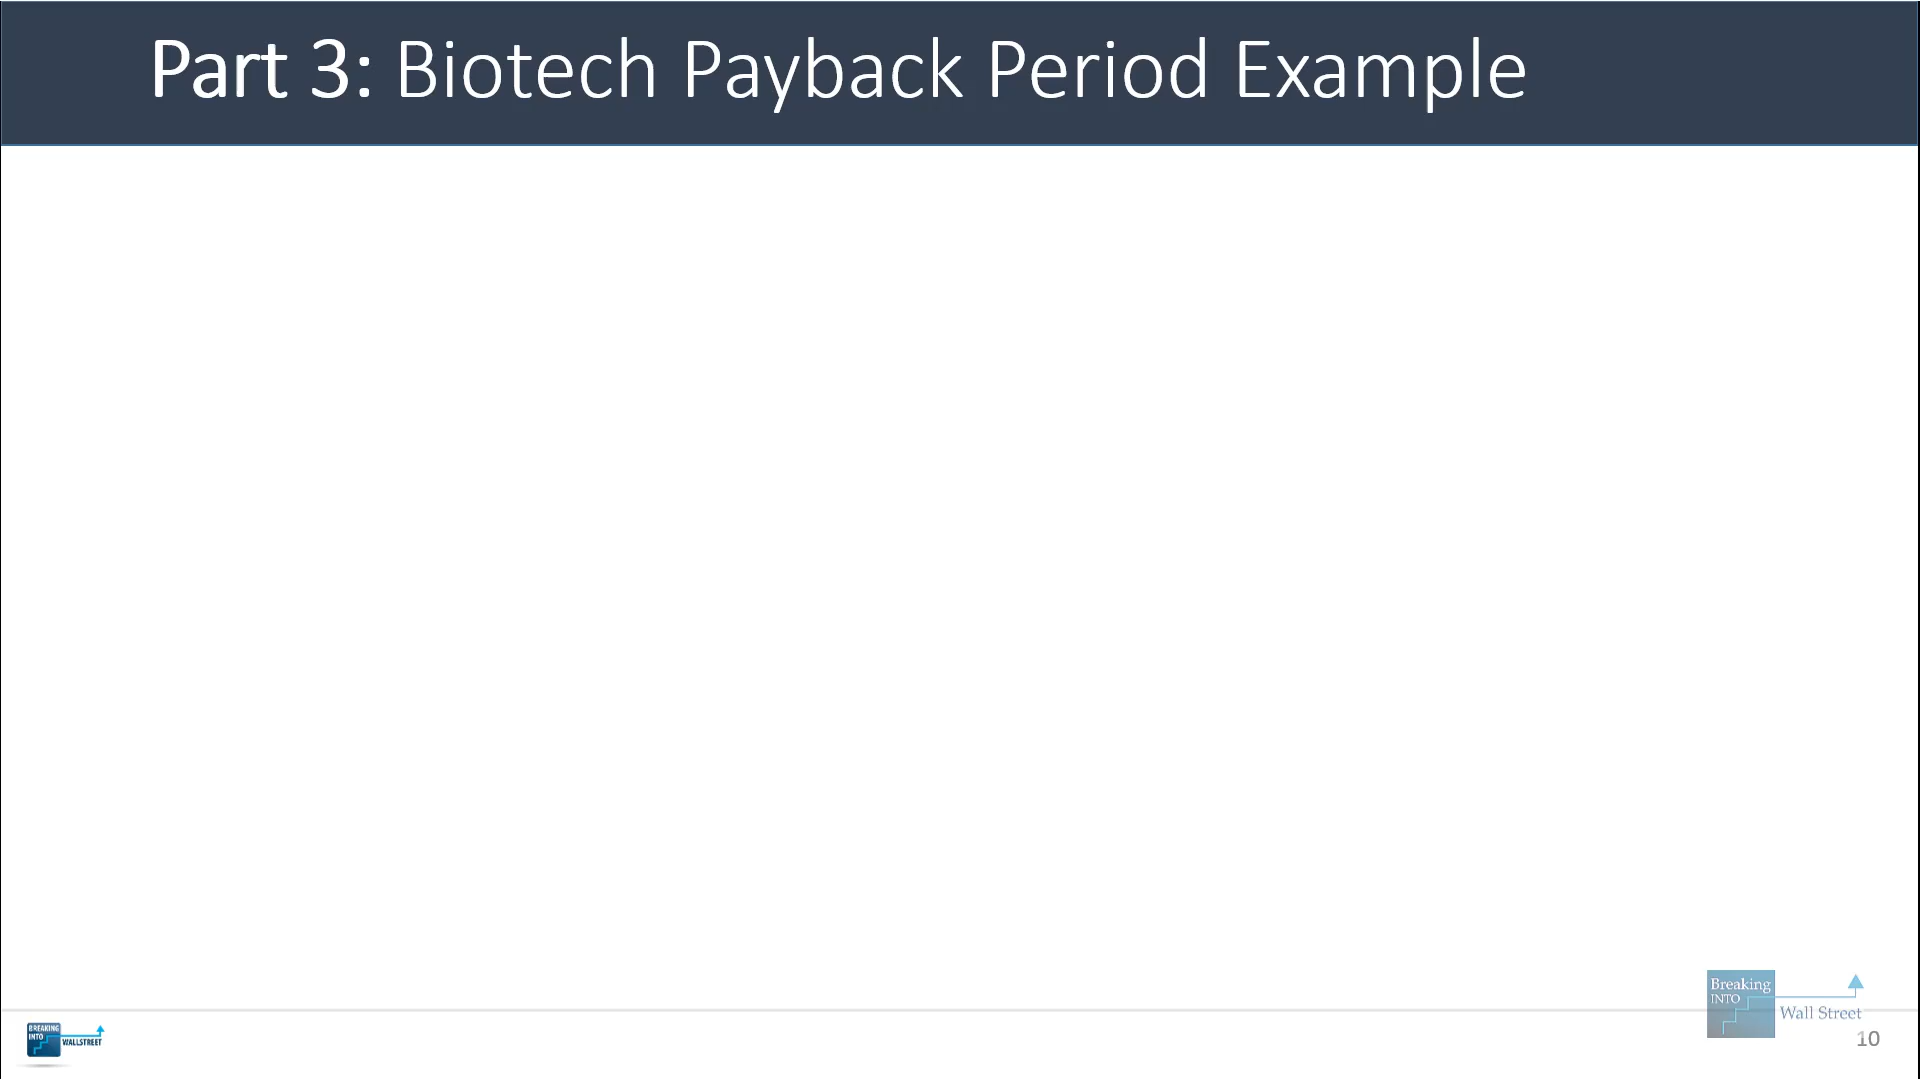 Part 3: Biotech Payback Period Example
Breaking
INTO
Wall Street
BREAKING
INTO
WALLSTREET
10